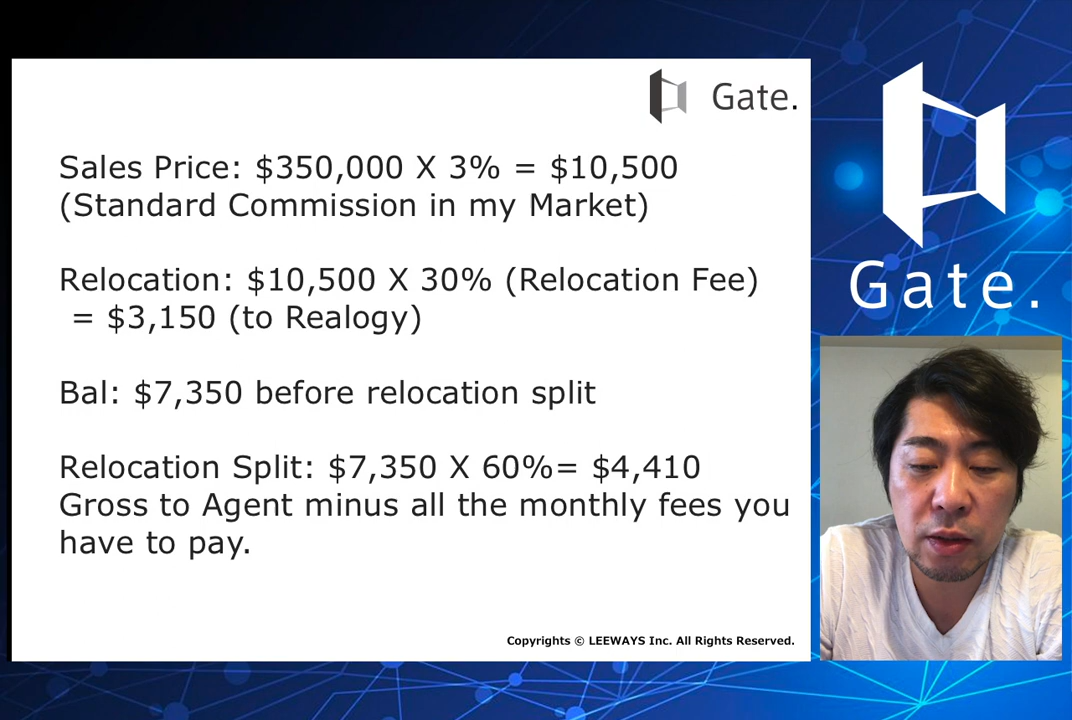 Gate.
Sales Price: $350,000 X 3% = $10,500
(Standard Commission in my Market)
Relocation: $10,500 X 30% (Relocation Fee)
= $3,150 (to Realogy)
Bal: $7,350 before relocation split
Relocation Split: $7,350 X 60%= $4,410
Gross to Agent minus all the monthly fees you
have to pay.
Copyrights © LEEWAYS Inc. All Rights Reserved.
Gate.